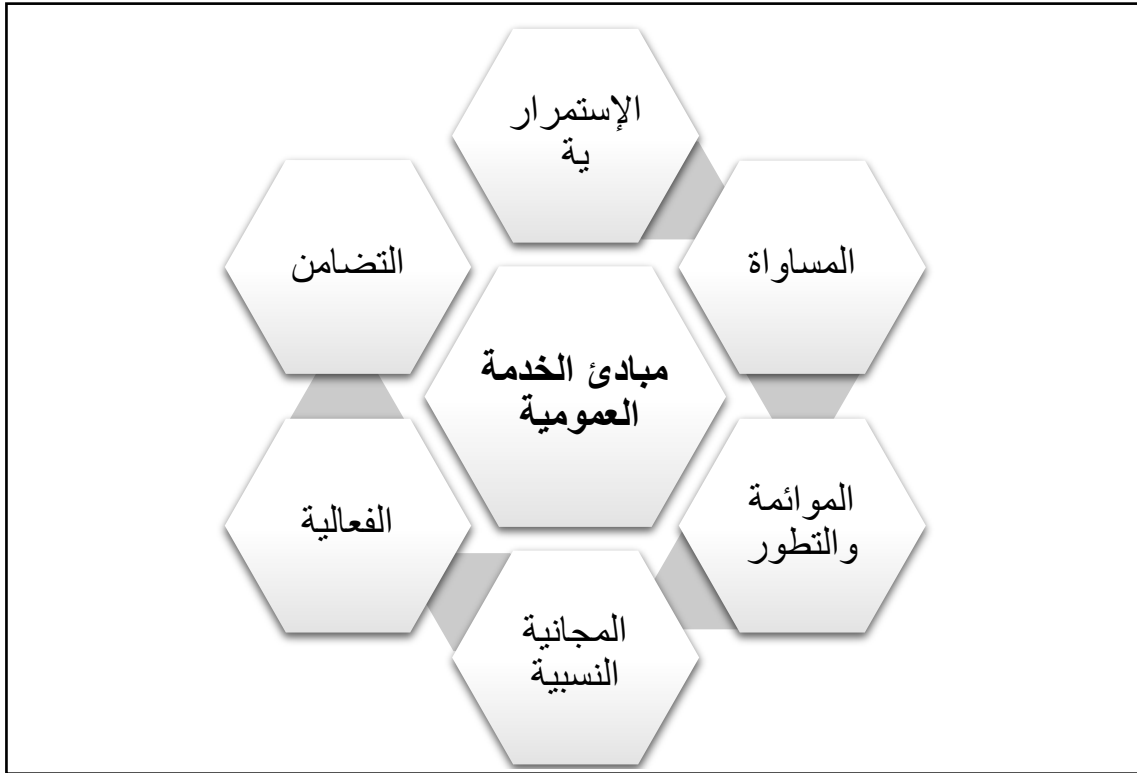 الإستمرار
ية
المساواة
الموائمة
والتطور
المجانية
النسبية
الفعالية
التضامن
مبادئ الخدمة
العمومية